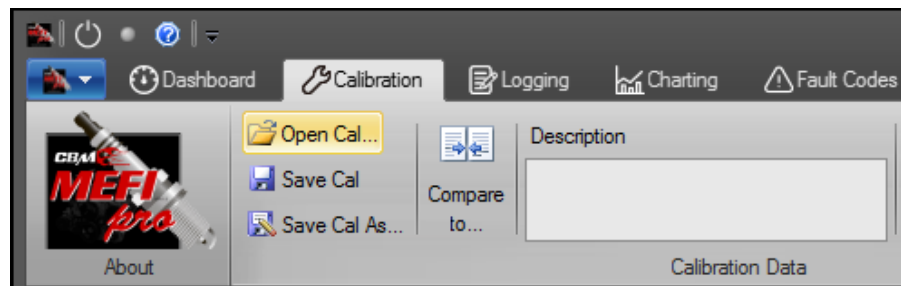 Dashboard
Calibration
Logging
Charting
Fault Codes
CBM
MEFI
pro
About
Open Cal...
Save Cal
Save Cal As...
Compare
to...
Description
Calibration Data